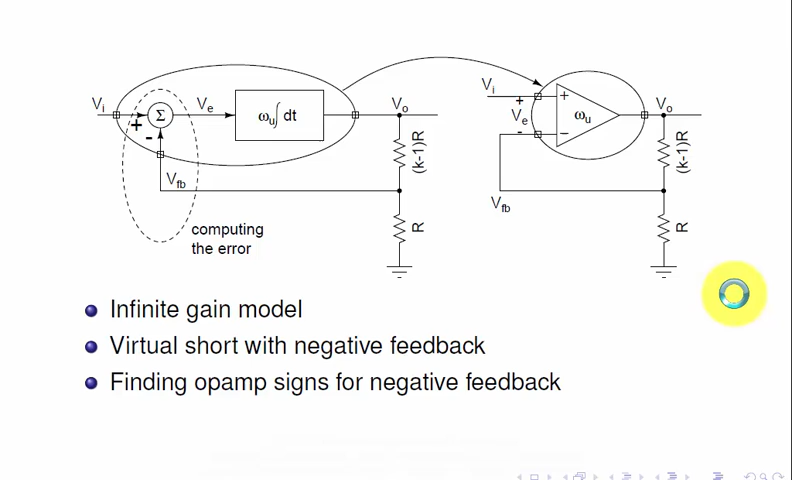 Vi
+
Σ
-
Ve
ωu∫ dt
Vo
(k-1)R
Vfb
R
computing
the error
Vi
+
Ve
-
+
ωu
−
Vo
(k-1)R
Vfb
R
Infinite gain model
Virtual short with negative feedback
Finding opamp signs for negative feedback